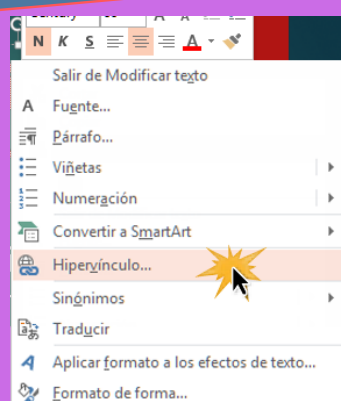 N K S A
Salir de Modificar texto
A Fuente...
Párrafo...
Viñetas
Numeración
Convertir a SmartArt
Hipervínculo...
Sinónimos
Traducir
Aplicar formato a los efectos de texto...
Formato de forma...